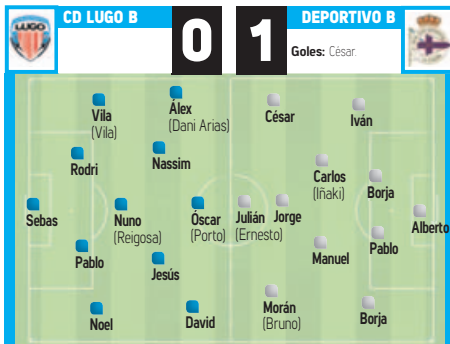 CD LUGO B
0
1
DEPORTIVO B
Goles: César.
LUGO
Vila
(Vila)
Álex
(Dani Arias)
César
Iván
Rodri
Nassim
Carlos
(Iñaki)
Borja
Sebas
Nuno
(Reigosa)
Óscar
(Porto)
Julián
(Ernesto)
Jorge
Alberto
Pablo
Jesús
Manuel
Pablo
Noel
David
Morán
(Bruno)
Borja